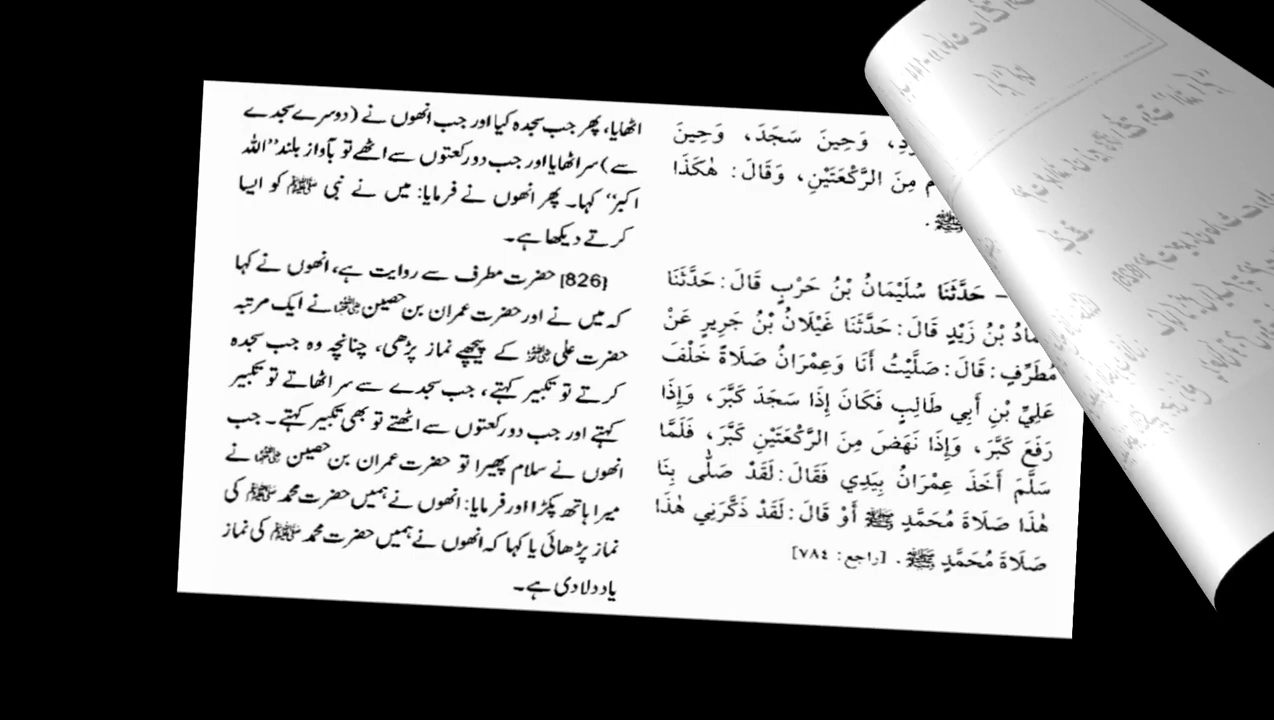 وَحِينَ سَجَدَ، وَحِينَ
مِنَ الرَّكْعَتَيْنِ، وَقَالَ: هٰكَذَا
ﷺ.
- حَدَّثَنَا سُلَيْمَانُ بْنُ حَرْبٍ قَالَ: حَدَّثَنَا
بْنُ زَيْدٍ قَالَ: حَدَّثَنَا غَيْلَانُ بْنُ جَرِيرٍ عَنْ
مُطَرِّفٍ: قَالَ: صَلَّيْتُ أَنَا وَعِمْرَانُ صَلَاةً خَلْفَ
عَلِيِّ بْنِ أَبِي طَالِبٍ فَكَانَ إِذَا سَجَدَ كَبَّرَ، وَإِذَا
رَفَعَ كَبَّرَ، وَإِذَا نَهَضَ مِنَ الرَّكْعَتَيْنِ كَبَّرَ، فَلَمَّا
سَلَّمَ أَخَذَ عِمْرَانُ بِيَدِي فَقَالَ: لَقَدْ صَلَّى بِنَا
هٰذَا صَلَاةَ مُحَمَّدٍ ﷺ أَوْ قَالَ: لَقَدْ ذَكَّرَنِي هٰذَا
صَلَاةَ مُحَمَّدٍ ﷺ. [راجع: ٧٨٤]
اٹھایا، پھر جب سجدہ کیا اور جب انھوں نے (دوسرے سجدے
سے) سر اٹھایا اور جب دو رکعتوں سے اٹھے تو بآواز بلند ’’اللہ
اکبر‘‘ کہا۔ پھر انھوں نے فرمایا: میں نے نبی ﷺ کو ایسا
کرتے دیکھا ہے۔
[826] حضرت مطرف سے روایت ہے، انھوں نے کہا
کہ میں نے اور حضرت عمران بن حصین رضی اللہ عنہ نے ایک مرتبہ
حضرت علی رضی اللہ عنہ کے پیچھے نماز پڑھی، چنانچہ وہ جب سجدہ
کرتے تو تکبیر کہتے، جب سجدے سے سر اٹھاتے تو تکبیر
کہتے اور جب دو رکعتوں سے اٹھتے تو بھی تکبیر کہتے۔ جب
انھوں نے سلام پھیرا تو حضرت عمران بن حصین رضی اللہ عنہ نے
میرا ہاتھ پکڑا اور فرمایا: انھوں نے ہمیں حضرت محمد ﷺ کی
نماز پڑھائی یا کہا کہ انھوں نے ہمیں حضرت محمد ﷺ کی نماز
یاد دلا دی ہے۔